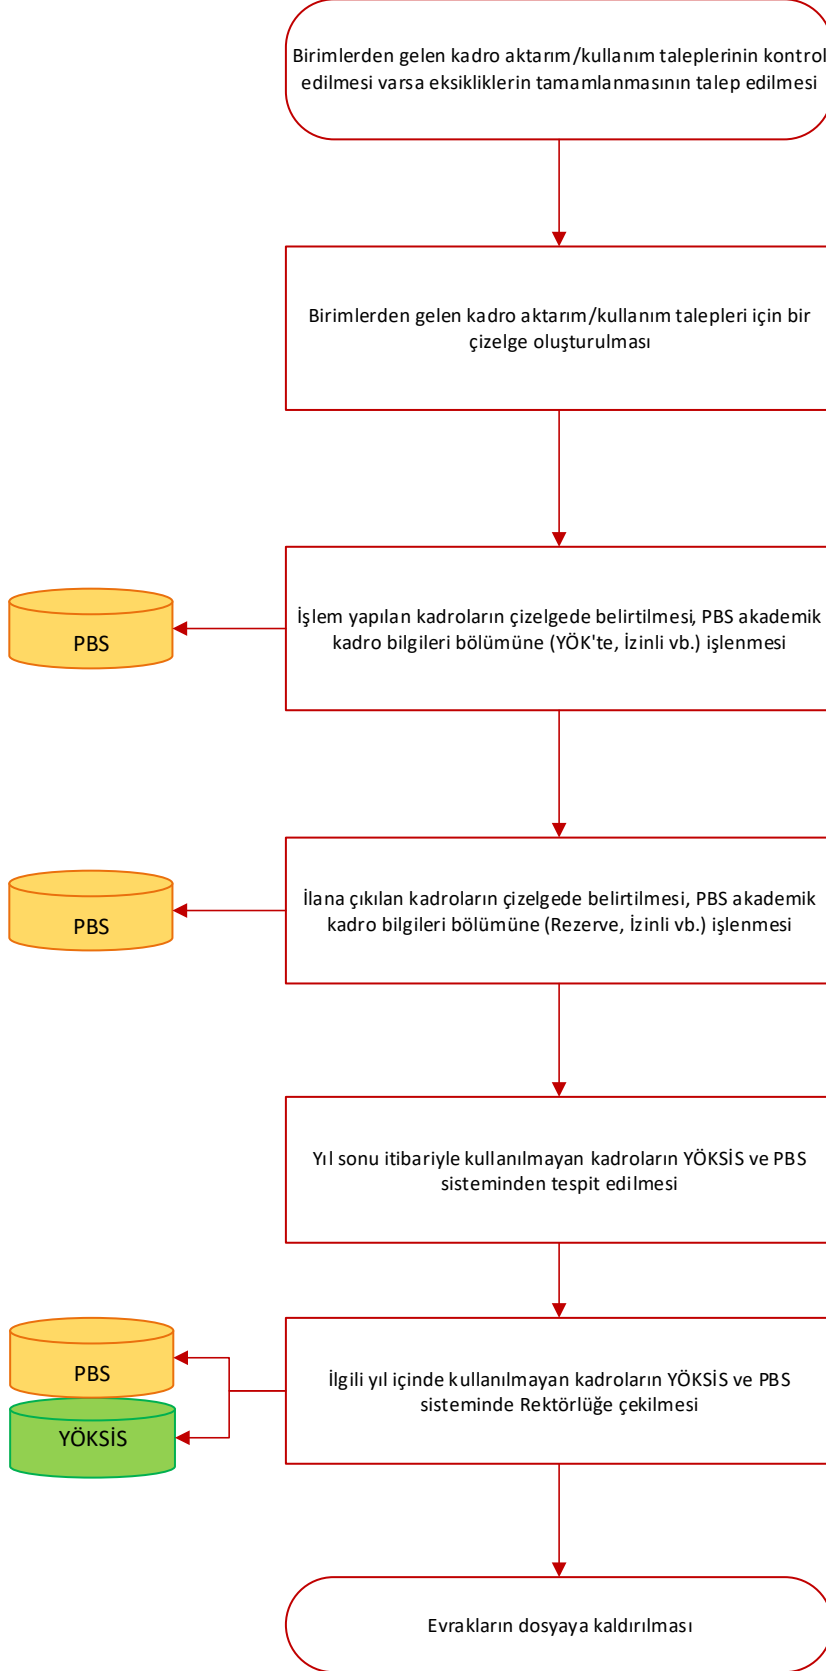 Birimlerden gelen kadro aktarım/kullanım taleplerinin kontrol
edilmesi varsa eksikliklerin tamamlanmasının talep edilmesi
Birimlerden gelen kadro aktarım/kullanım talepleri için bir
çizelge oluşturulması
İşlem yapılan kadroların çizelgede belirtilmesi, PBS akademik
kadro bilgileri bölümüne (YÖK'te, İzinli vb.) işlenmesi
PBS
İlana çıkılan kadroların çizelgede belirtilmesi, PBS akademik
kadro bilgileri bölümüne (Rezerve, İzinli vb.) işlenmesi
PBS
Yıl sonu itibariyle kullanılmayan kadroların YÖKSİS ve PBS
sisteminden tespit edilmesi
İlgili yıl içinde kullanılmayan kadroların YÖKSİS ve PBS
sisteminde Rektörlüğe çekilmesi
PBS
YÖKSİS
Evrakların dosyaya kaldırılması